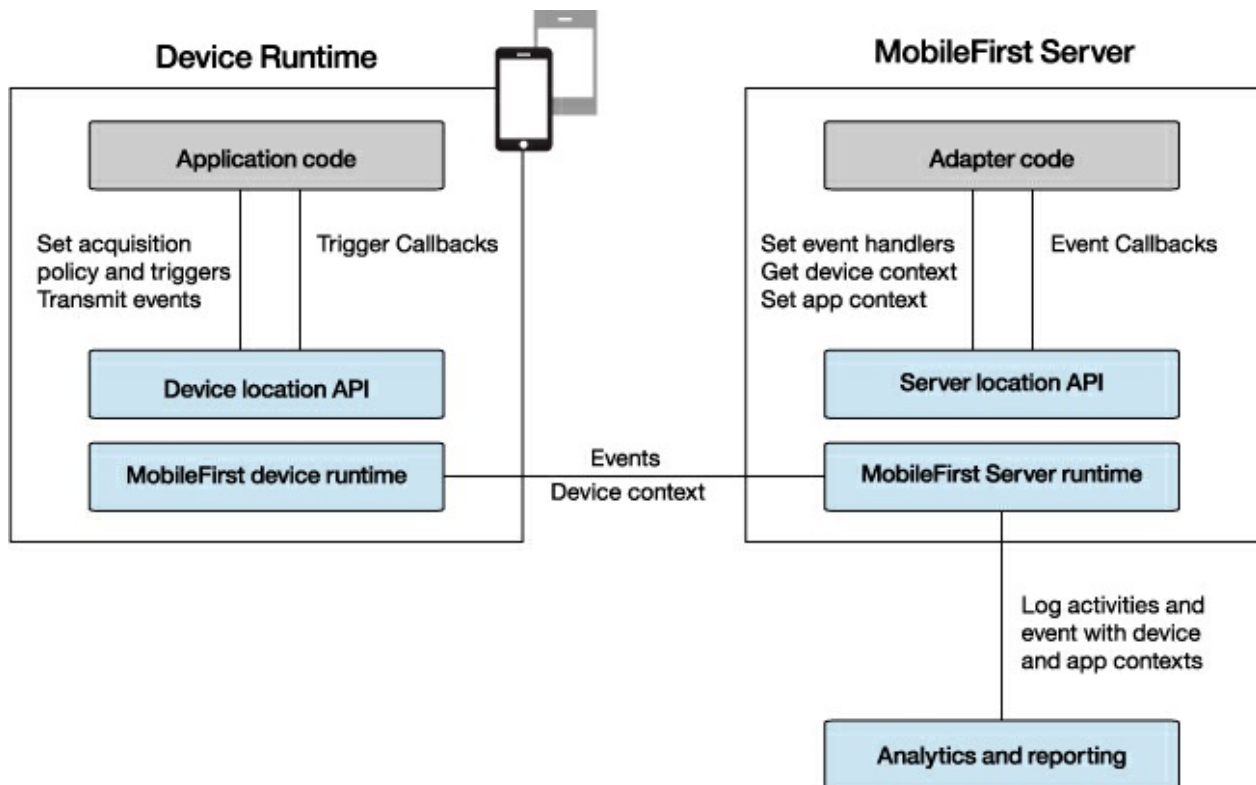 Device Runtime
MobileFirst Server
Application code
Set acquisition
policy and triggers
Transmit events
Trigger Callbacks
Device location API
MobileFirst device runtime
Events
Device context
Adapter code
Set event handlers
Get device context
Set app context
Event Callbacks
Server location API
MobileFirst Server runtime
Log activities and
event with device
and app contexts
Analytics and reporting